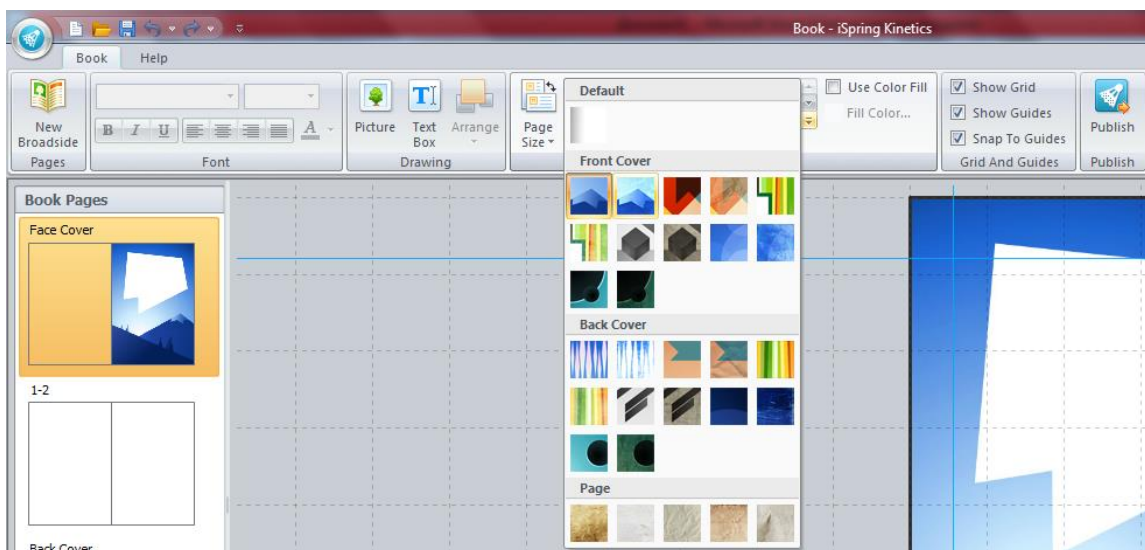 Book - iSpring Kinetics
Book Help
New
Broadside
Pages
B I U A
Font
Picture
Text
Box
Arrange
Drawing
Page
Size
Use Color Fill
Fill Color...
Show Grid
Show Guides
Snap To Guides
Grid And Guides
Publish
Publish
Default
Front Cover
Back Cover
Page
Book Pages
Face Cover
1-2
Back Cover